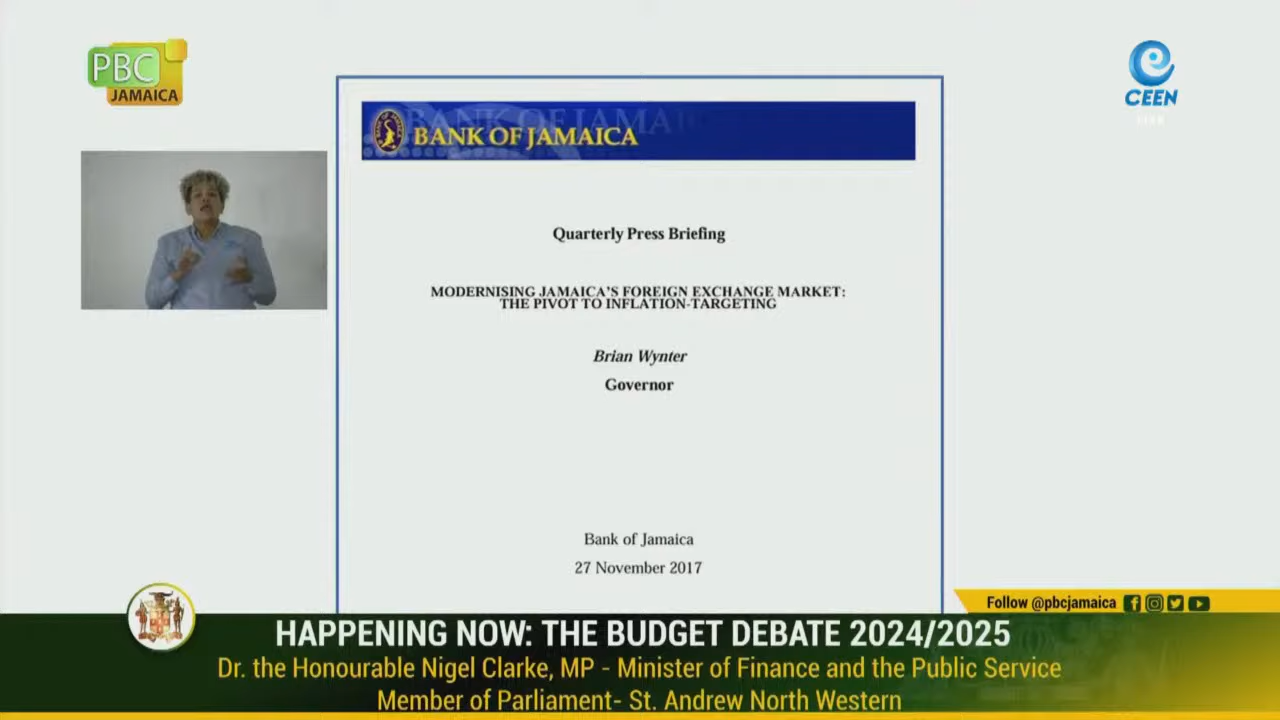 PBC
JAMAICA
CEEN
BANK OF JAMAICA
Quarterly Press Briefing
MODERNISING JAMAICA'S FOREIGN EXCHANGE MARKET:
THE PIVOT TO INFLATION-TARGETING
Brian Wynter
Governor
Bank of Jamaica
27 November 2017
Follow @pbcjamaica
HAPPENING NOW: THE BUDGET DEBATE 2024/2025
Dr. the Honourable Nigel Clarke, MP - Minister of Finance and the Public Service
Member of Parliament- St. Andrew North Western